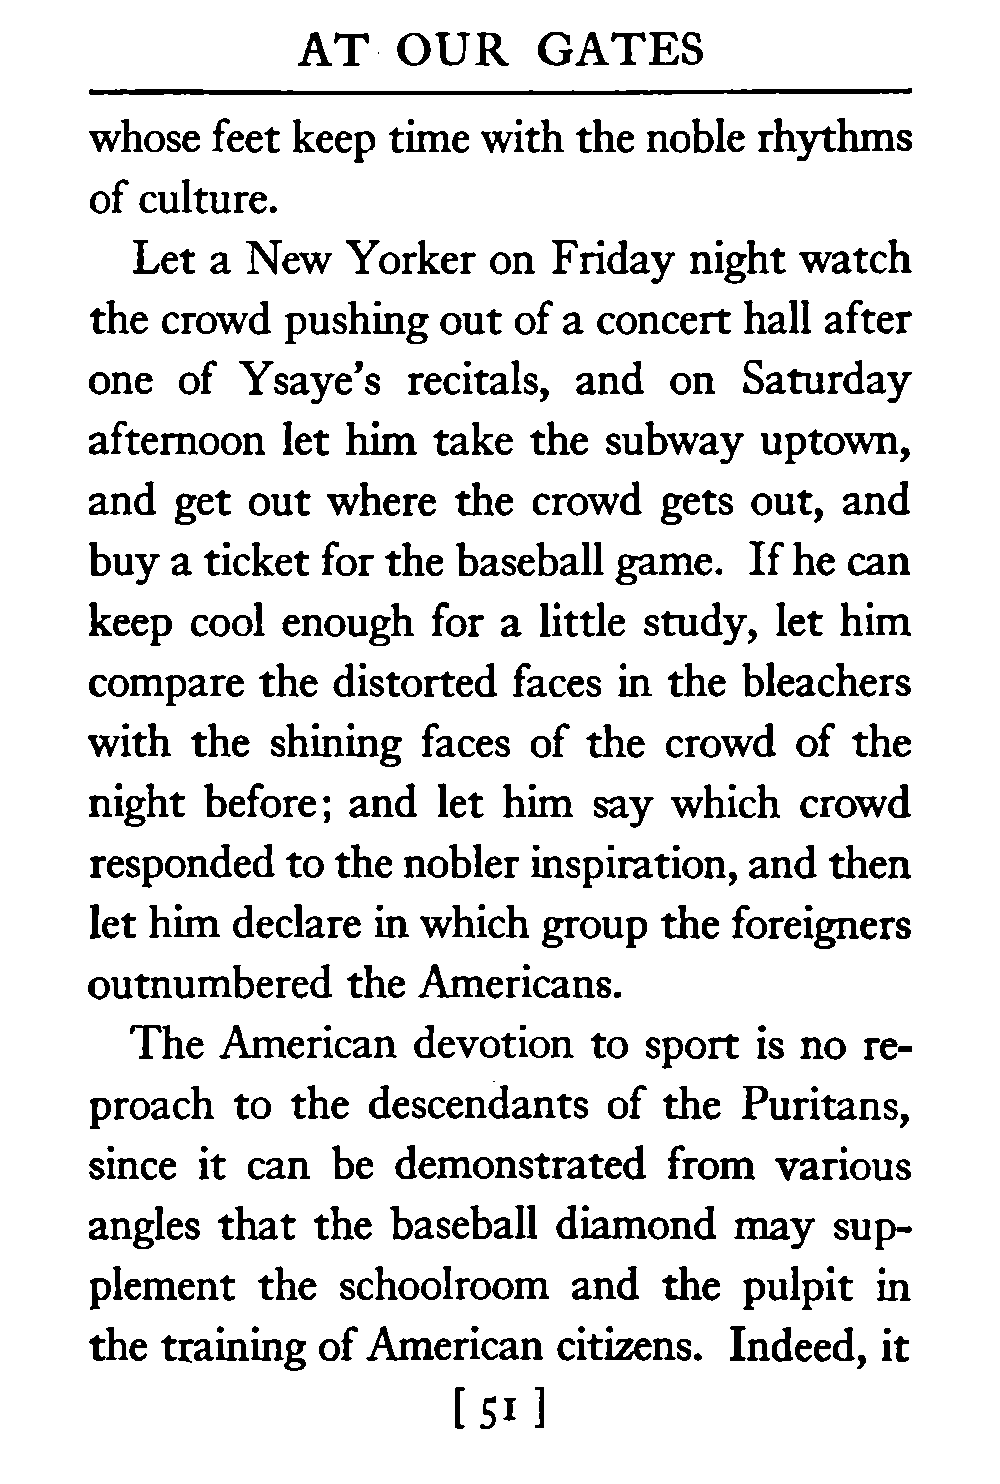 AT OUR GATES
whose feet keep time with the noble rhythms
of culture.
Let a New Yorker on Friday night watch
the crowd pushing out of a concert hall after
one of Ysaye's recitals, and on Saturday
afternoon let him take the subway uptown,
and get out where the crowd gets out, and
buy a ticket for the baseball game. If he can
keep cool enough for a little study, let him
compare the distorted faces in the bleachers
with the shining faces of the crowd of the
night before; and let him say which crowd
responded to the nobler inspiration, and then
let him declare in which group the foreigners
outnumbered the Americans.
The American devotion to sport is no re-
proach to the descendants of the Puritans,
since it can be demonstrated from various
angles that the baseball diamond may sup-
plement the schoolroom and the pulpit in
the training of American citizens. Indeed, it
[ 51 ]